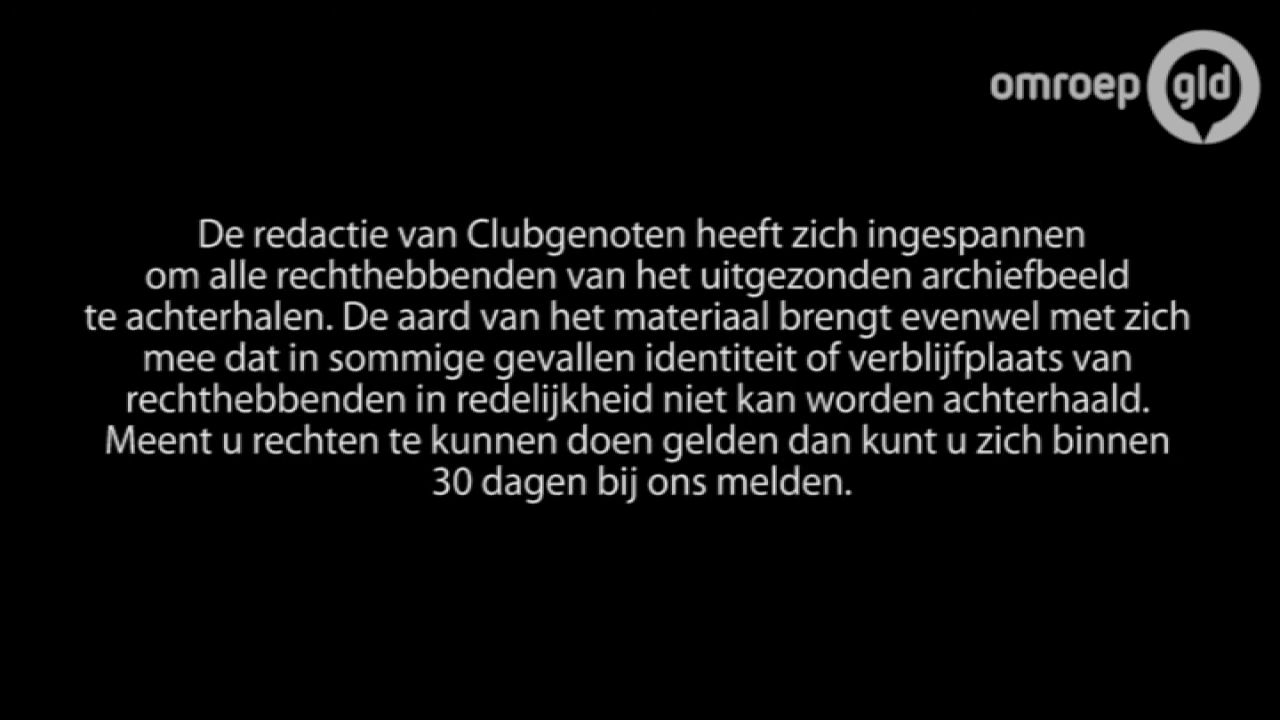 omroep gld
De redactie van Clubgenoten heeft zich ingespannen
om alle rechthebbenden van het uitgezonden archiefbeeld
te achterhalen. De aard van het materiaal brengt evenwel met zich
mee dat in sommige gevallen identiteit of verblijfplaats van
rechthebbenden in redelijkheid niet kan worden achterhaald.
Meent u rechten te kunnen doen gelden dan kunt u zich binnen
30 dagen bij ons melden.